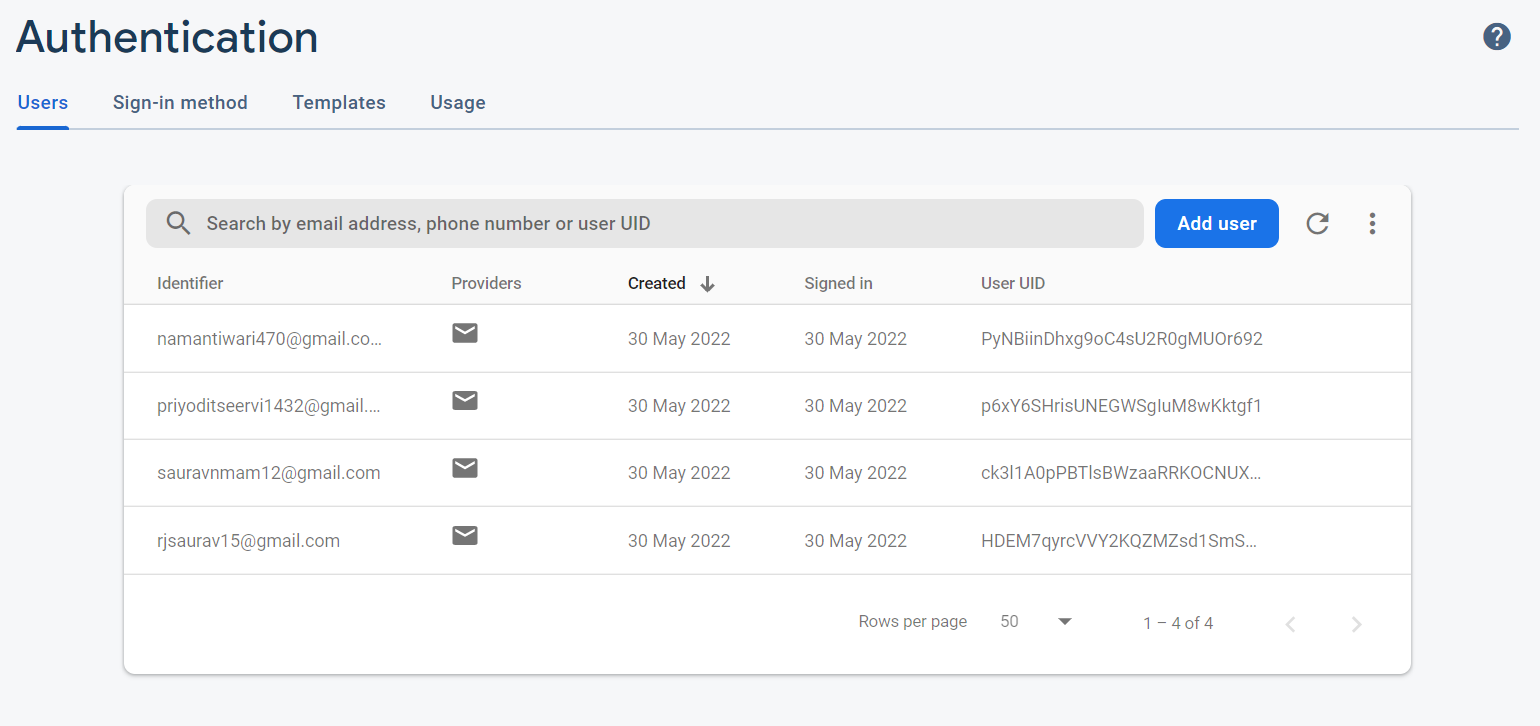 Authentication
Users Sign-in method Templates Usage
Search by email address, phone number or user UID Add user
Identifier Providers Created Signed in User UID
namantiwari470@gmail.co... 30 May 2022 30 May 2022 PyNBiinDhxg9oC4sU2R0gMUOr692
priyoditseervi1432@gmail.... 30 May 2022 30 May 2022 p6xY6SHrisUNEGWSgIuM8wKktgf1
sauravnmam12@gmail.com 30 May 2022 30 May 2022 ck3l1A0pPBTlsBWzaaRRKOCNUX...
rjsaurav15@gmail.com 30 May 2022 30 May 2022 HDEM7qyrcVVY2KQZMZsd1SmS...
Rows per page 50 1 – 4 of 4